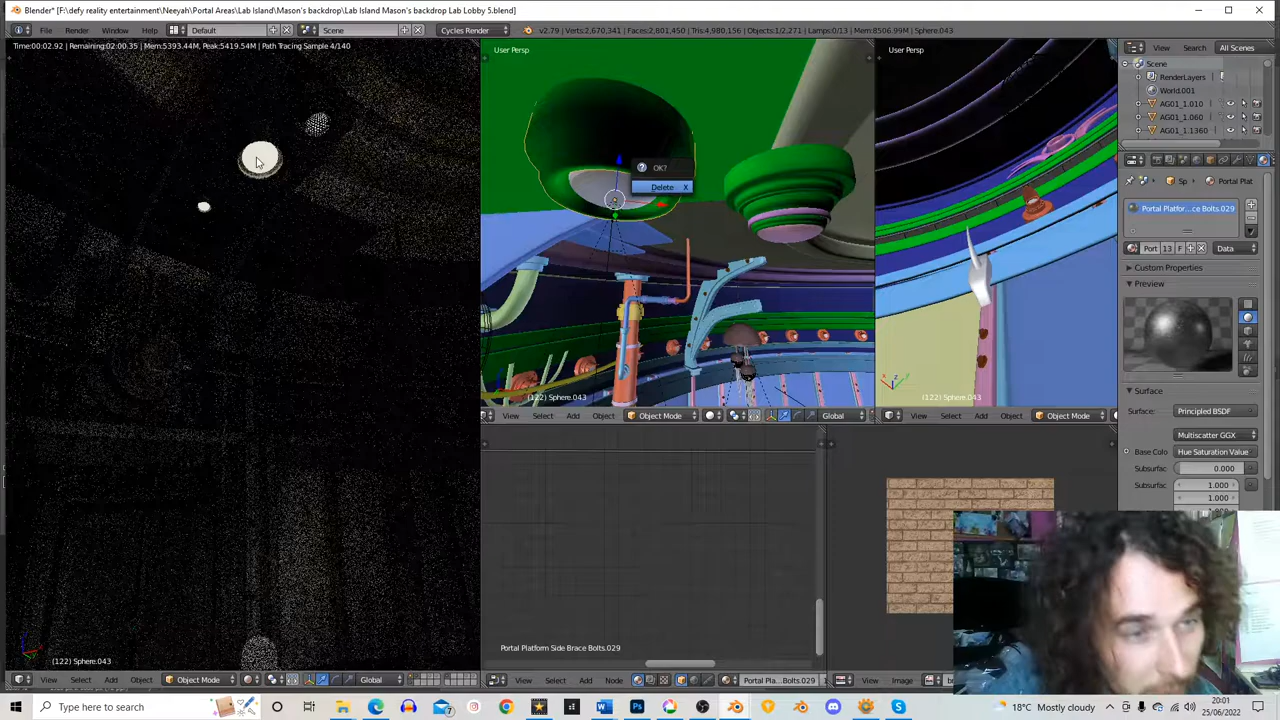 Blender* [F:\defy reality entertainment\Neeyah\Portal Areas\Lab Island\Mason's backdrop\Lab Island Mason's backdrop Lab Lobby 5.blend]
File Render Window Help Default Scene Cycles Render v2.79 | Verts:2,670,341 | Faces:2,801,450 | Tris:4,980,156 | Objects:1/2,271 | Lamps:0/13 | Mem:8506.99M | Sphere.043
Time:00:02.92 | Remaining:02:00.35 | Mem:5393.44M, Peak:5419.54M | Path Tracing Sample 4/140
User Persp
User Persp
View Search All Scenes
Scene
RenderLayers
World.001
AG01_1.010
AG01_1.060
AG01_1.1360
OK?
Delete X
Sp Portal Plat
Portal Platfor...ce Bolts.029
Port 13 F Data
Custom Properties
Preview
Surface
Surface: Principled BSDF
Multiscatter GGX
Base Colo Hue Saturation Value
Subsurfac 0.000
Subsurfac: 1.000
1.000
(122) Sphere.043
(122) Sphere.043
View Select Add Object Object Mode Global
View Select Add Object Object Mode
Portal Platform Side Brace Bolts.029
(122) Sphere.043
View Select Add Object Object Mode Global
View Select Add Node Portal Pla...Bolts.029
View Image
Type here to search
7
18°C Mostly cloudy
20:01
25/06/2022